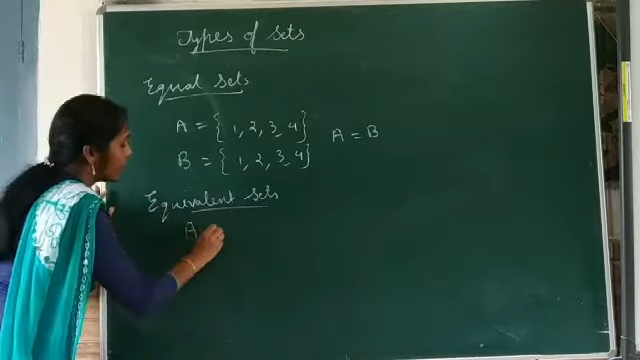 Types of Sets
Equal Sets
A = { 1, 2, 3, 4} A = B
B = { 1, 2, 3, 4}
Equivalent Sets
A